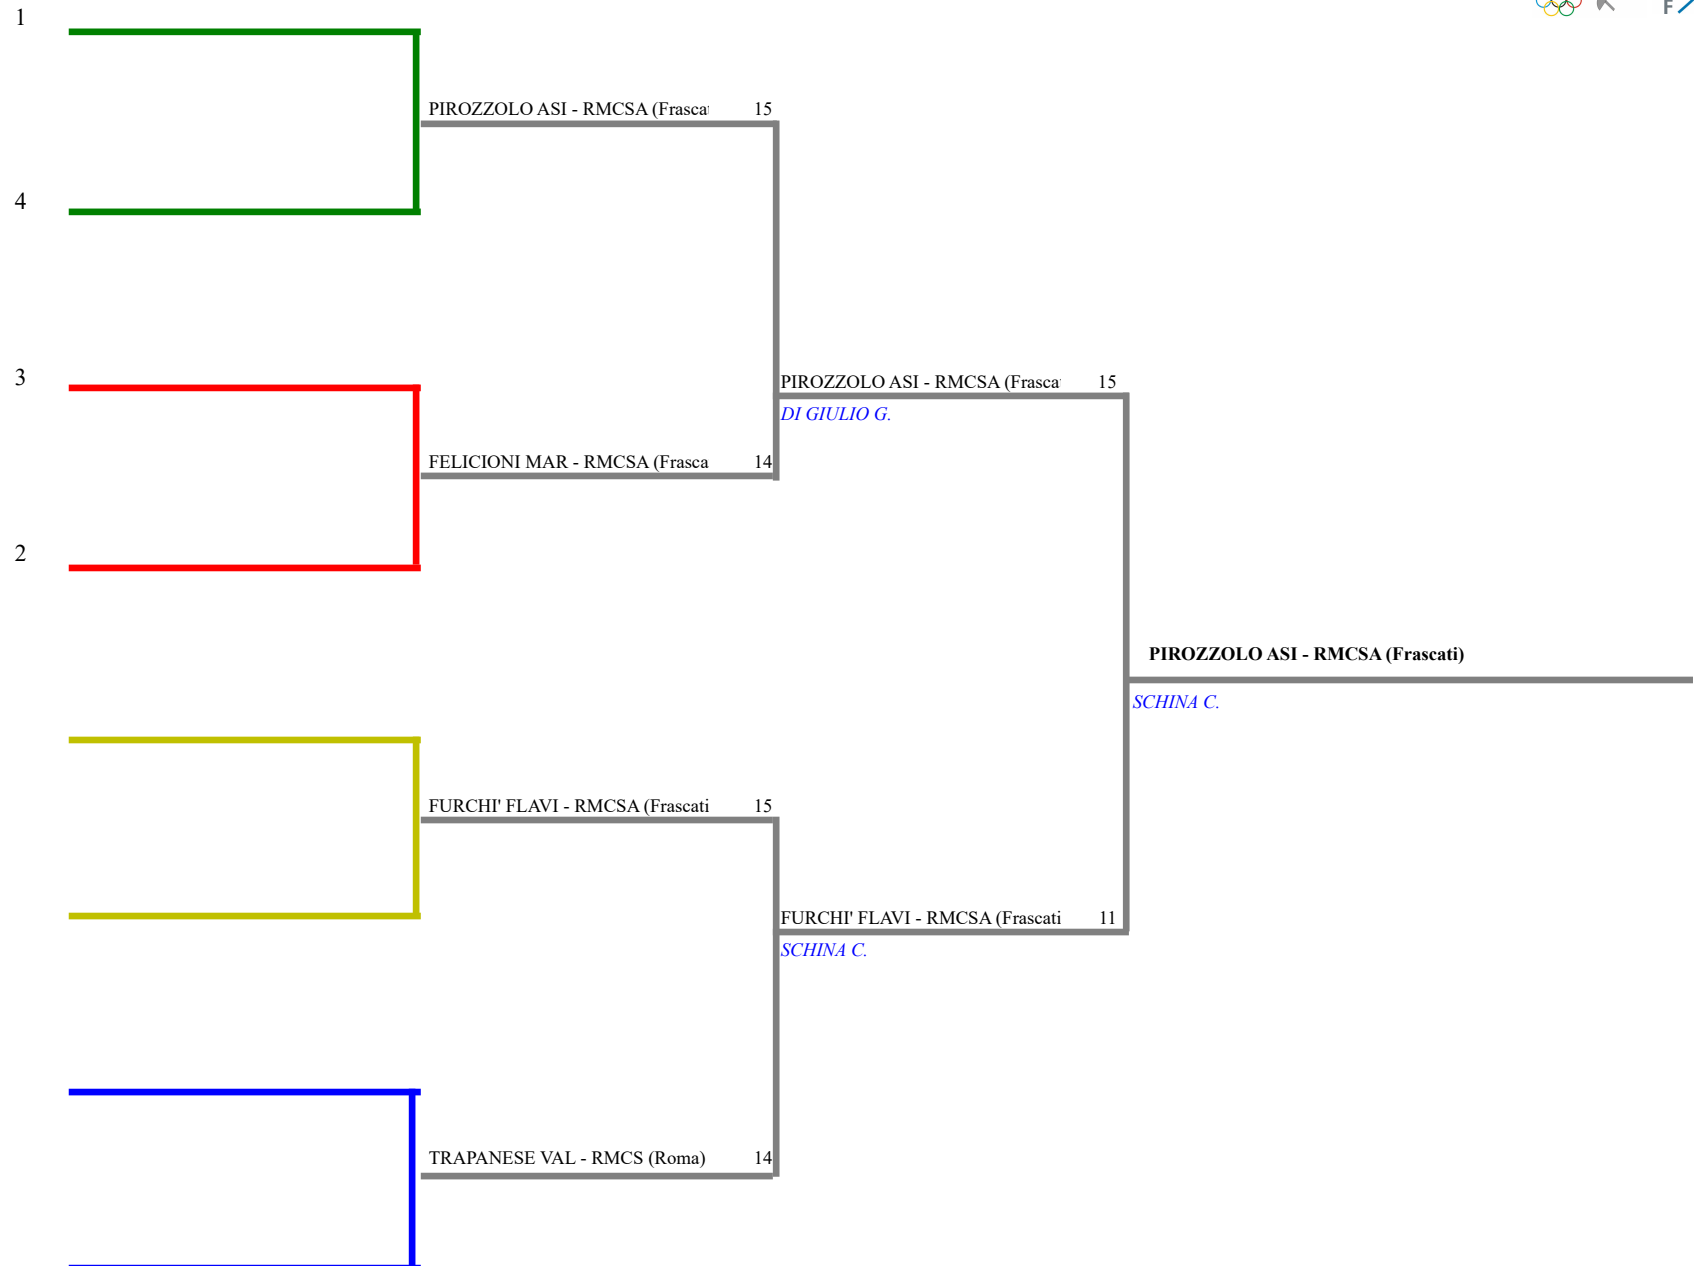 1
F
PIROZZOLO ASI - RMCSA (Frasca 15
4
3
PIROZZOLO ASI - RMCSA (Frasca 15
DI GIULIO G.
FELICIONI MAR - RMCSA (Frasca 14
2
PIROZZOLO ASI - RMCSA (Frascati)
SCHINA C.
FURCHI' FLAVI - RMCSA (Frascati 15
FURCHI' FLAVI - RMCSA (Frascati 11
SCHINA C.
TRAPANESE VAL - RMCS (Roma) 14